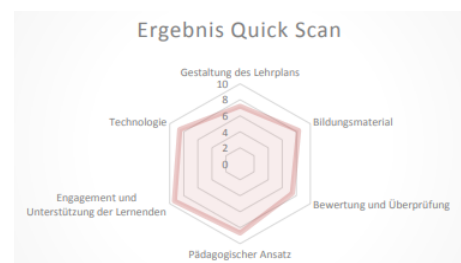 Ergebnis Quick Scan
Gestaltung des Lehrplans
10
8
6
4
2
0
Technologie
Bildungsmaterial
Engagement und
Unterstützung der Lernenden
Bewertung und Überprüfung
Pädagogischer Ansatz